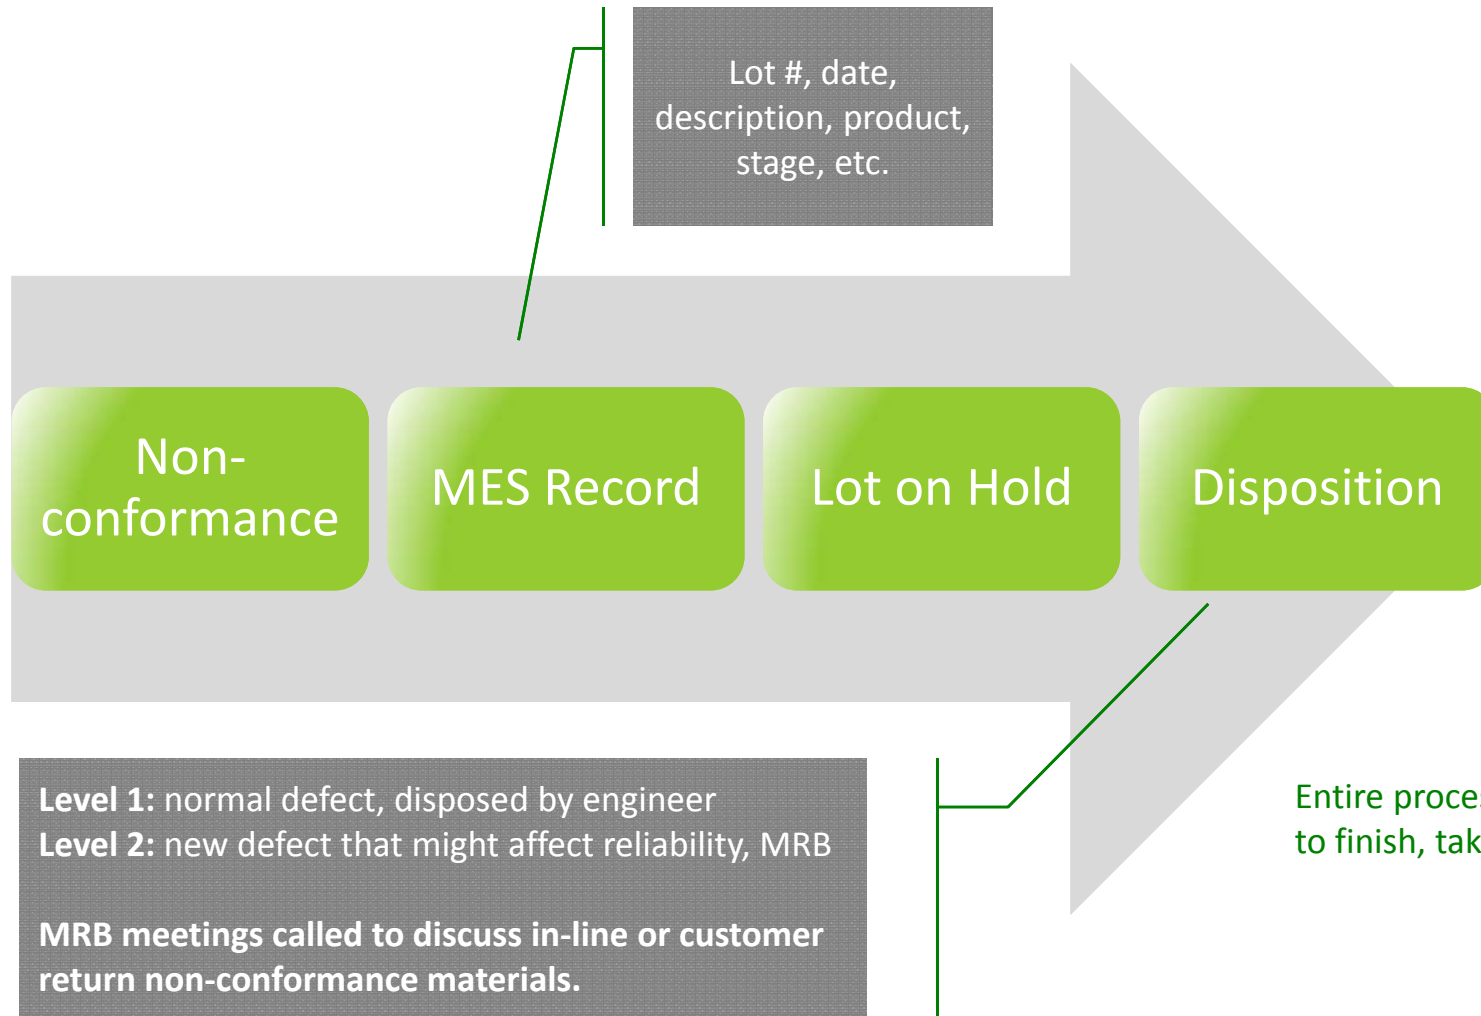 Lot #, date,
description, product,
stage, etc.
Non-
conformance
MES Record
Lot on Hold
Disposition
Level 1: normal defect, disposed by engineer
Level 2: new defect that might affect reliability, MRB
MRB meetings called to discuss in-line or customer
return non-conformance materials.
Entire
to finish,